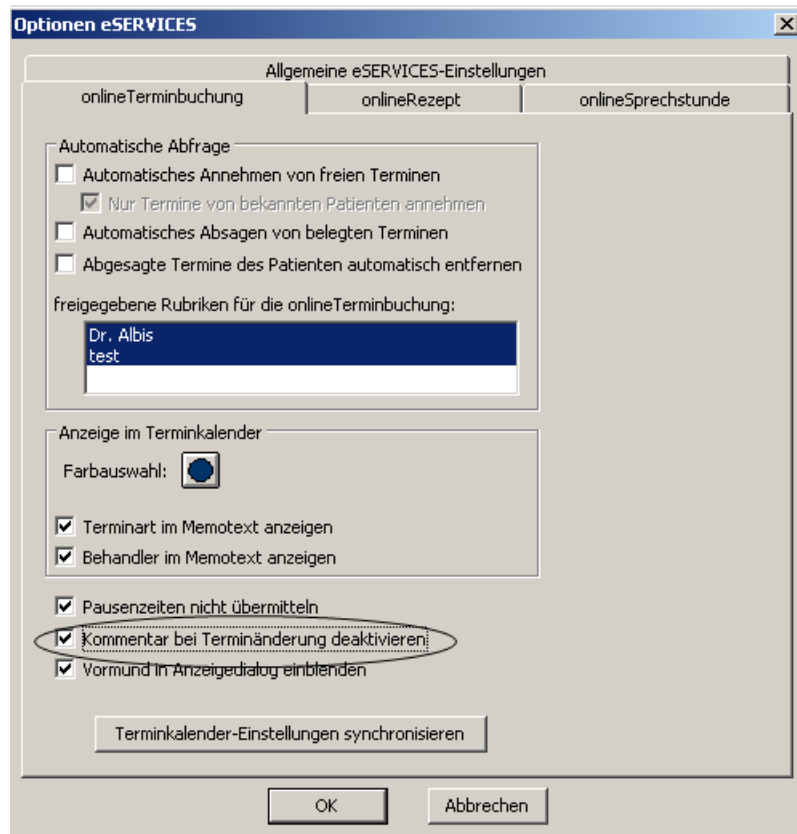 Optionen eSERVICES
Allgemeine eSERVICES-Einstellungen
onlineTerminbuchung
onlineRezept
onlineSprechstunde
Automatische Abfrage
Automatisches Annehmen von freien Terminen
Nur Termine von bekannten Patienten annehmen
Automatisches Absagen von belegten Terminen
Abgesagte Termine des Patienten automatisch entfernen
freigegebene Rubriken für die onlineTerminbuchung:
Dr. Albis
test
Anzeige im Terminkalender
Farbauswahl:
Terminart im Memotext anzeigen
Behandler im Memotext anzeigen
Pausenzeiten nicht übermitteln
Kommentar bei Terminänderung deaktivieren
Vormund in Anzeigedialog einblenden
Terminkalender-Einstellungen synchronisieren
OK
Abbrechen